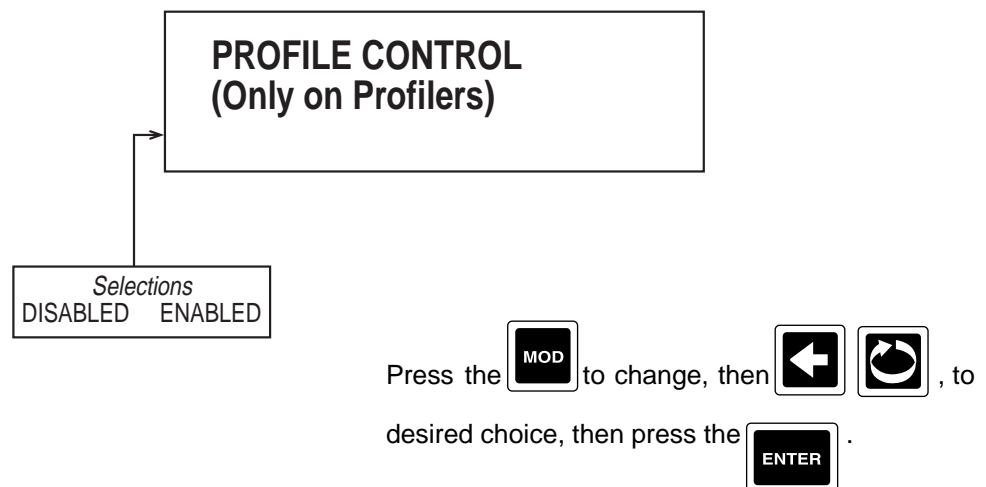 PROFILE CONTROL
(Only on Profilers)
Selections
DISABLED ENABLED
Press the MOD to change, then , to
desired choice, then press the ENTER .